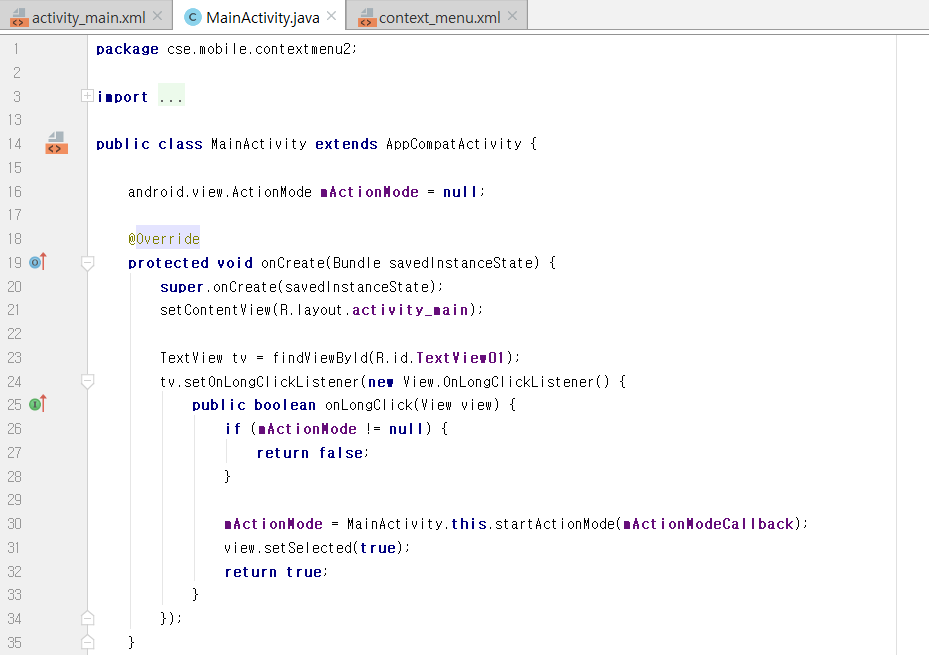 activity_main.xml MainActivity.java context_menu.xml
1 package cse.mobile.contextmenu2;
2
3 import ...
13
14 public class MainActivity extends AppCompatActivity {
15
16 android.view.ActionMode mActionMode = null;
17
18 @Override
19 protected void onCreate(Bundle savedInstanceState) {
20 super.onCreate(savedInstanceState);
21 setContentView(R.layout.activity_main);
22
23 TextView tv = findViewById(R.id.TextView01);
24 tv.setOnLongClickListener(new View.OnLongClickListener() {
25 public boolean onLongClick(View view) {
26 if (mActionMode != null) {
27 return false;
28 }
29
30 mActionMode = MainActivity.this.startActionMode(mActionModeCallback);
31 view.setSelected(true);
32 return true;
33 }
34 });
35 }